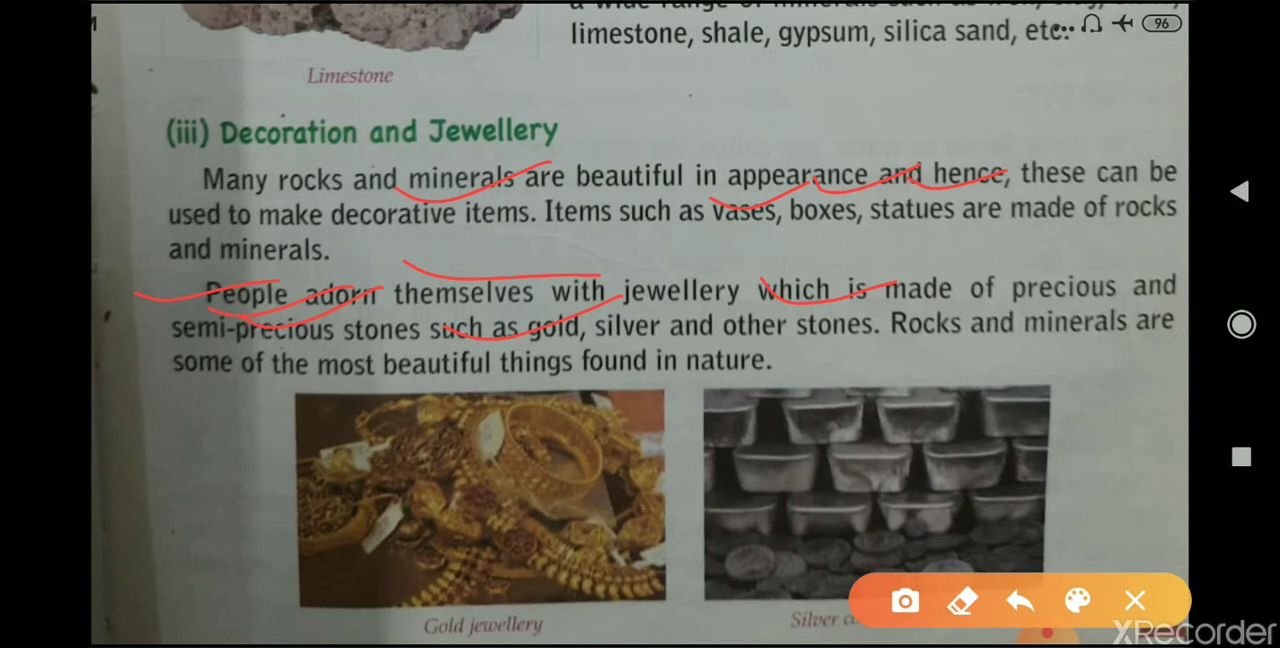 limestone, shale, gypsum, silica sand, etc.
96
Limestone
(iii) Decoration and Jewellery
Many rocks and minerals are beautiful in appearance and hence, these can be
used to make decorative items. Items such as vases, boxes, statues are made of rocks
and minerals.
People adorn themselves with jewellery which is made of precious and
semi-precious stones such as gold, silver and other stones. Rocks and minerals are
some of the most beautiful things found in nature.
Gold jewellery
Silver
XRecorder